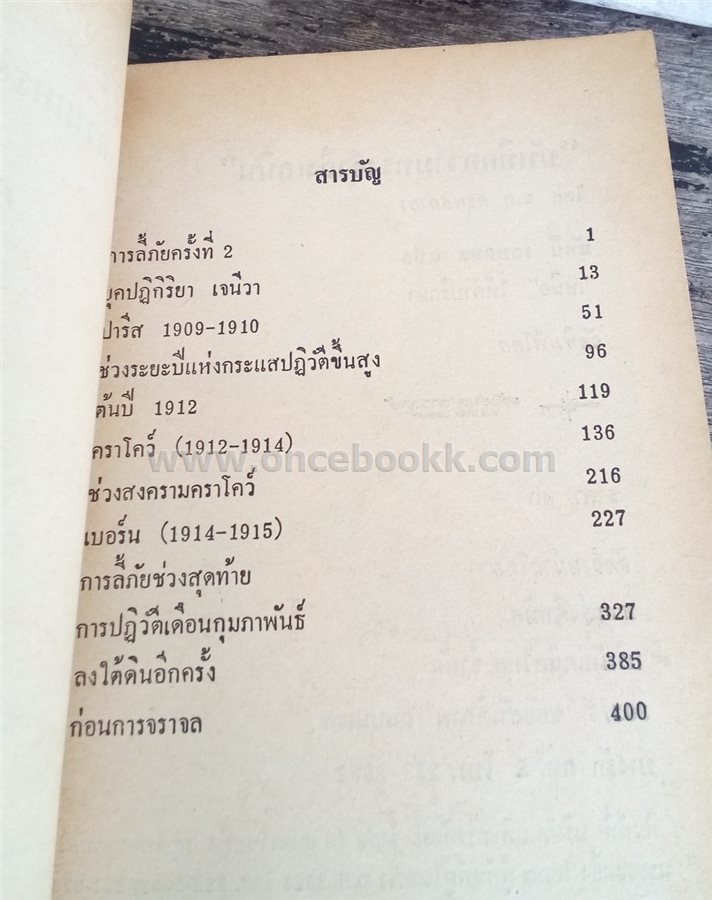 สารบัญ
การลี้ภัยครั้งที่ 2 1
ยุคปฏิกิริยา เจนีวา 13
ปารีส 1909-1910 51
ช่วงระยะปีแห่งกระแสปฏิวัติขึ้นสูง 96
ต้นปี 1912 119
คราโคว์ (1912-1914) 136
www.oncebookk.com
ช่วงสงครามคราโคว์ 216
เบอร์น (1914-1915) 227
การลี้ภัยช่วงสุดท้าย
การปฏิวัติเดือนกุมภาพันธ์ 327
ลงใต้ดินอีกครั้ง 385
ก่อนการจราจล 400